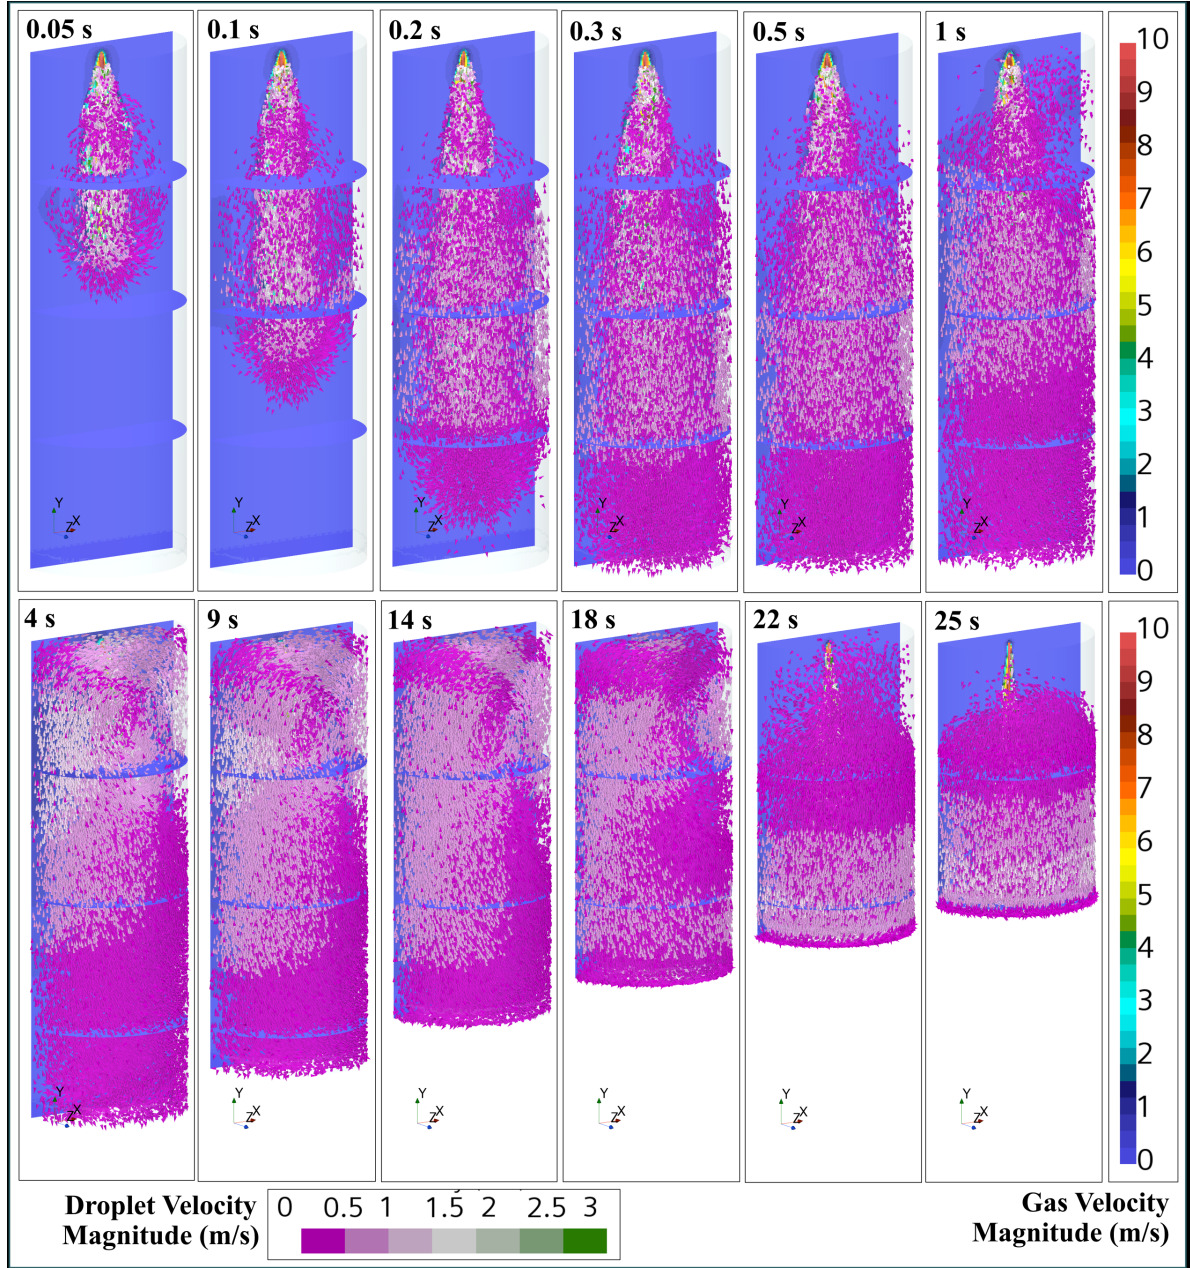 0.05 s
0.1 s
0.2 s
0.3 s
0.5 s
1 s
10
9
8
7
6
5
4
3
2
1
0
Y
Z X
Y
Z X
Y
Z X
Y
Z X
Y
Z X
Y
Z X
4 s
9 s
14 s
18 s
22 s
25 s
10
9
8
7
6
5
4
3
2
1
0
Y
Z X
Y
Z X
Y
Z X
Y
Z X
Y
Z X
Y
Z X
Droplet Velocity
Magnitude (m/s)
0 0.5 1 1.5 2 2.5 3
Gas Velocity
Magnitude (m/s)